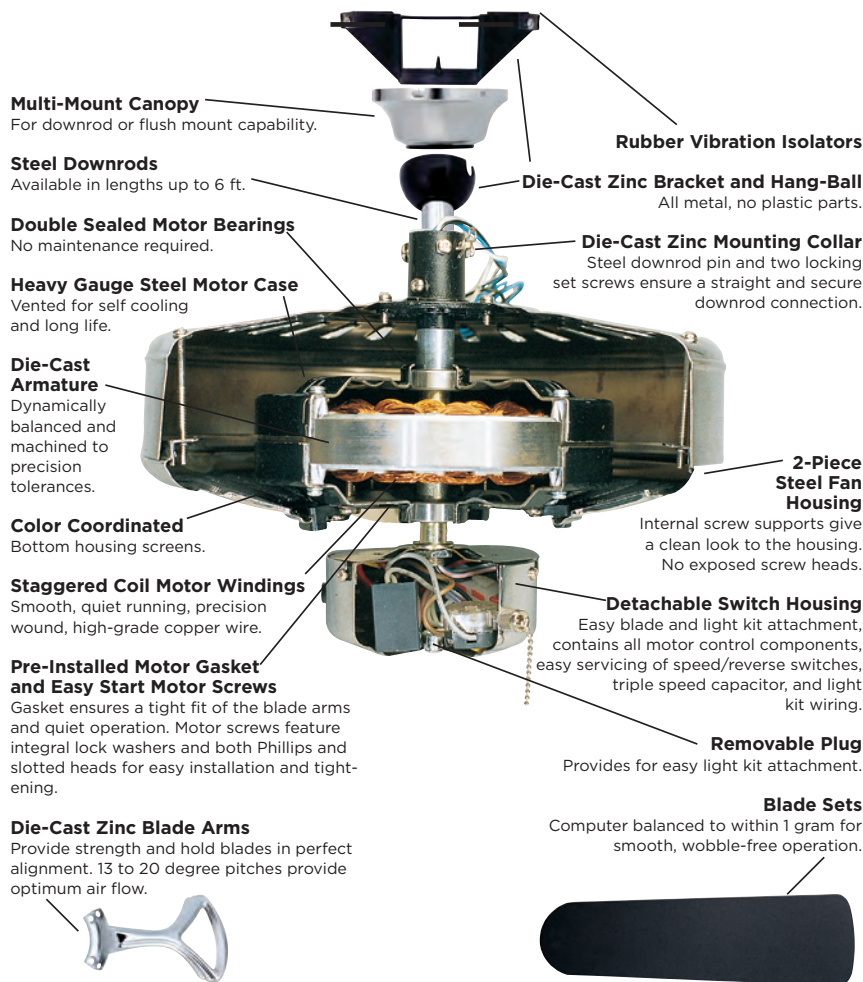 Multi-Mount Canopy
For downrod or flush mount capability.
Steel Downrods
Available in lengths up to 6 ft.
Double Sealed Motor Bearings
No maintenance required.
Heavy Gauge Steel Motor Case
Vented for self cooling
and long life.
Die-Cast
Armature
Dynamically
balanced and
machined to
precision
tolerances.
Color Coordinated
Bottom housing screens.
Staggered Coil Motor Windings
Smooth, quiet running, precision
wound, high-grade copper wire.
Pre-Installed Motor Gasket
and Easy Start Motor Screws
Gasket ensures a tight fit of the blade arms
and quiet operation. Motor screws feature
integral lock washers and both Phillips and
slotted heads for easy installation and tight-
ening.
Die-Cast Zinc Blade Arms
Provide strength and hold blades in perfect
alignment. 13 to 20 degree pitches provide
optimum air flow.
Rubber Vibration Isolators
Die-Cast Zinc Bracket and Hang-Ball
All metal, no plastic parts.
Die-Cast Zinc Mounting Collar
Steel downrod pin and two locking
set screws ensure a straight and secure
downrod connection.
2-Piece
Steel Fan
Housing
Internal screw supports give
a clean look to the housing.
No exposed screw heads.
Detachable Switch Housing
Easy blade and light kit attachment,
contains all motor control components,
easy servicing of speed/reverse switches,
triple speed capacitor, and light
kit wiring.
Removable Plug
Provides for easy light kit attachment.
Blade Sets
Computer balanced to within 1 gram for
smooth, wobble-free operation.